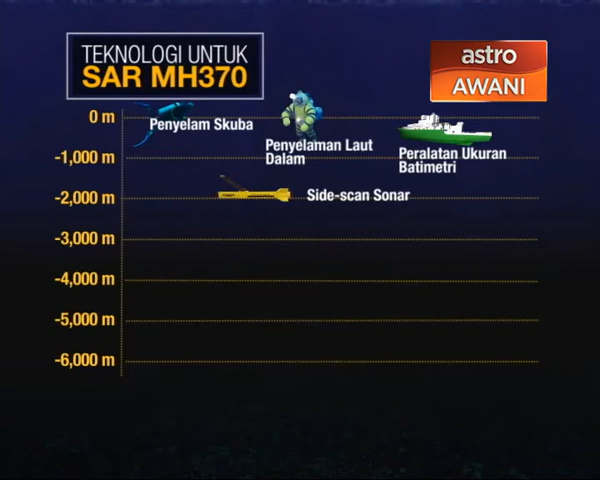 TEKNOLOGI UNTUK
SAR MH370
astro
AWANI
0 m
Penyelam Skuba
Penyelaman Laut
Dalam
Peralatan Ukuran
Batimetri
-1,000 m
-2,000 m
Side-scan Sonar
-3,000 m
-4,000 m
-5,000 m
-6,000 m